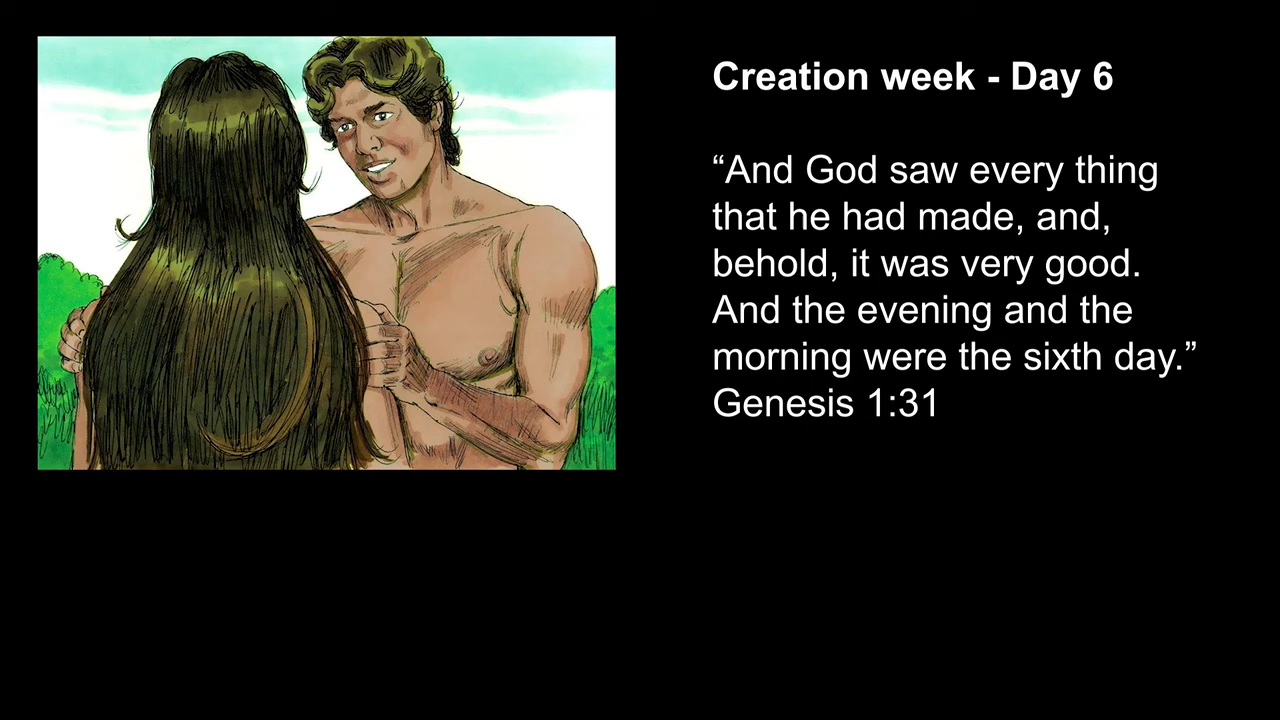 Creation week - Day 6
“And God saw every thing
that he had made, and,
behold, it was very good.
And the evening and the
morning were the sixth day.”
Genesis 1:31